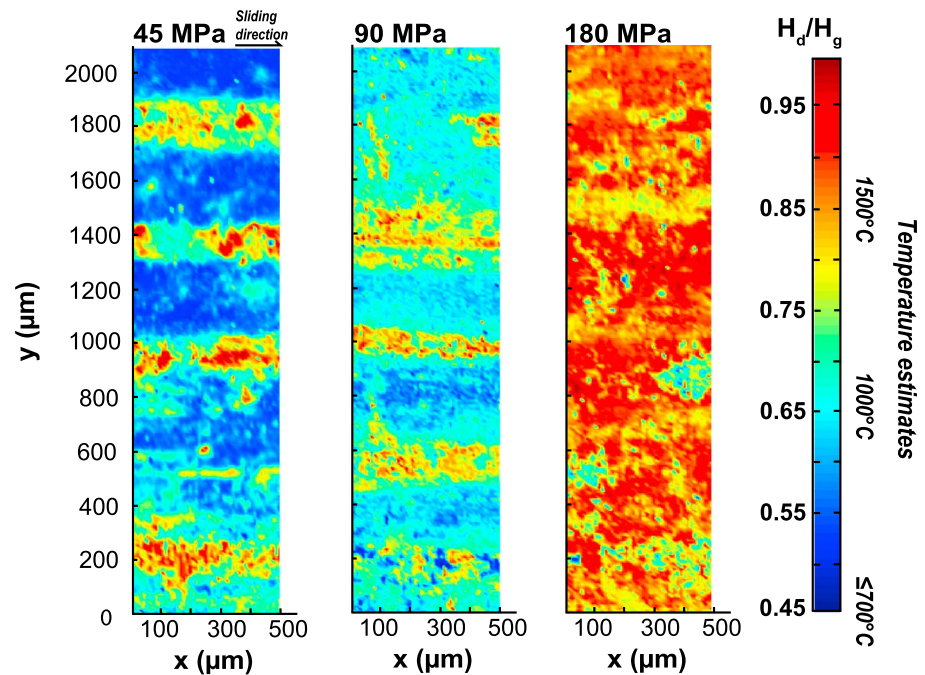 45 MPa
Sliding
direction
90 MPa
180 MPa
Hd/Hg
y (µm)
2000
1800
1600
1400
1200
1000
800
600
400
200
0
100 300 500
x (µm)
100 300 500
x (µm)
100 300 500
x (µm)
0.95
0.85
0.75
0.65
0.55
0.45
1500°C
1000°C
≤700°C
Temperature estimates